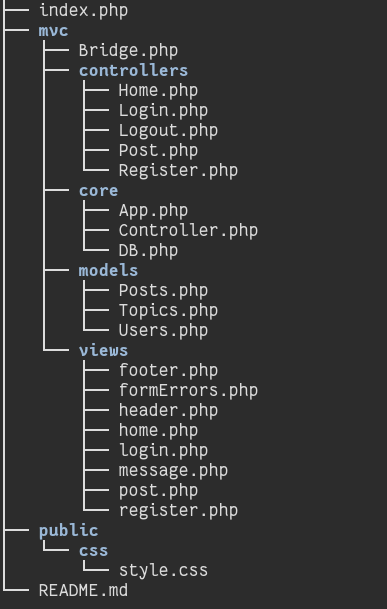 index.php
mvc
Bridge.php
controllers
Home.php
Login.php
Logout.php
Post.php
Register.php
core
App.php
Controller.php
DB.php
models
Posts.php
Topics.php
Users.php
views
footer.php
formErrors.php
header.php
home.php
login.php
message.php
post.php
register.php
public
css
style.css
README.md